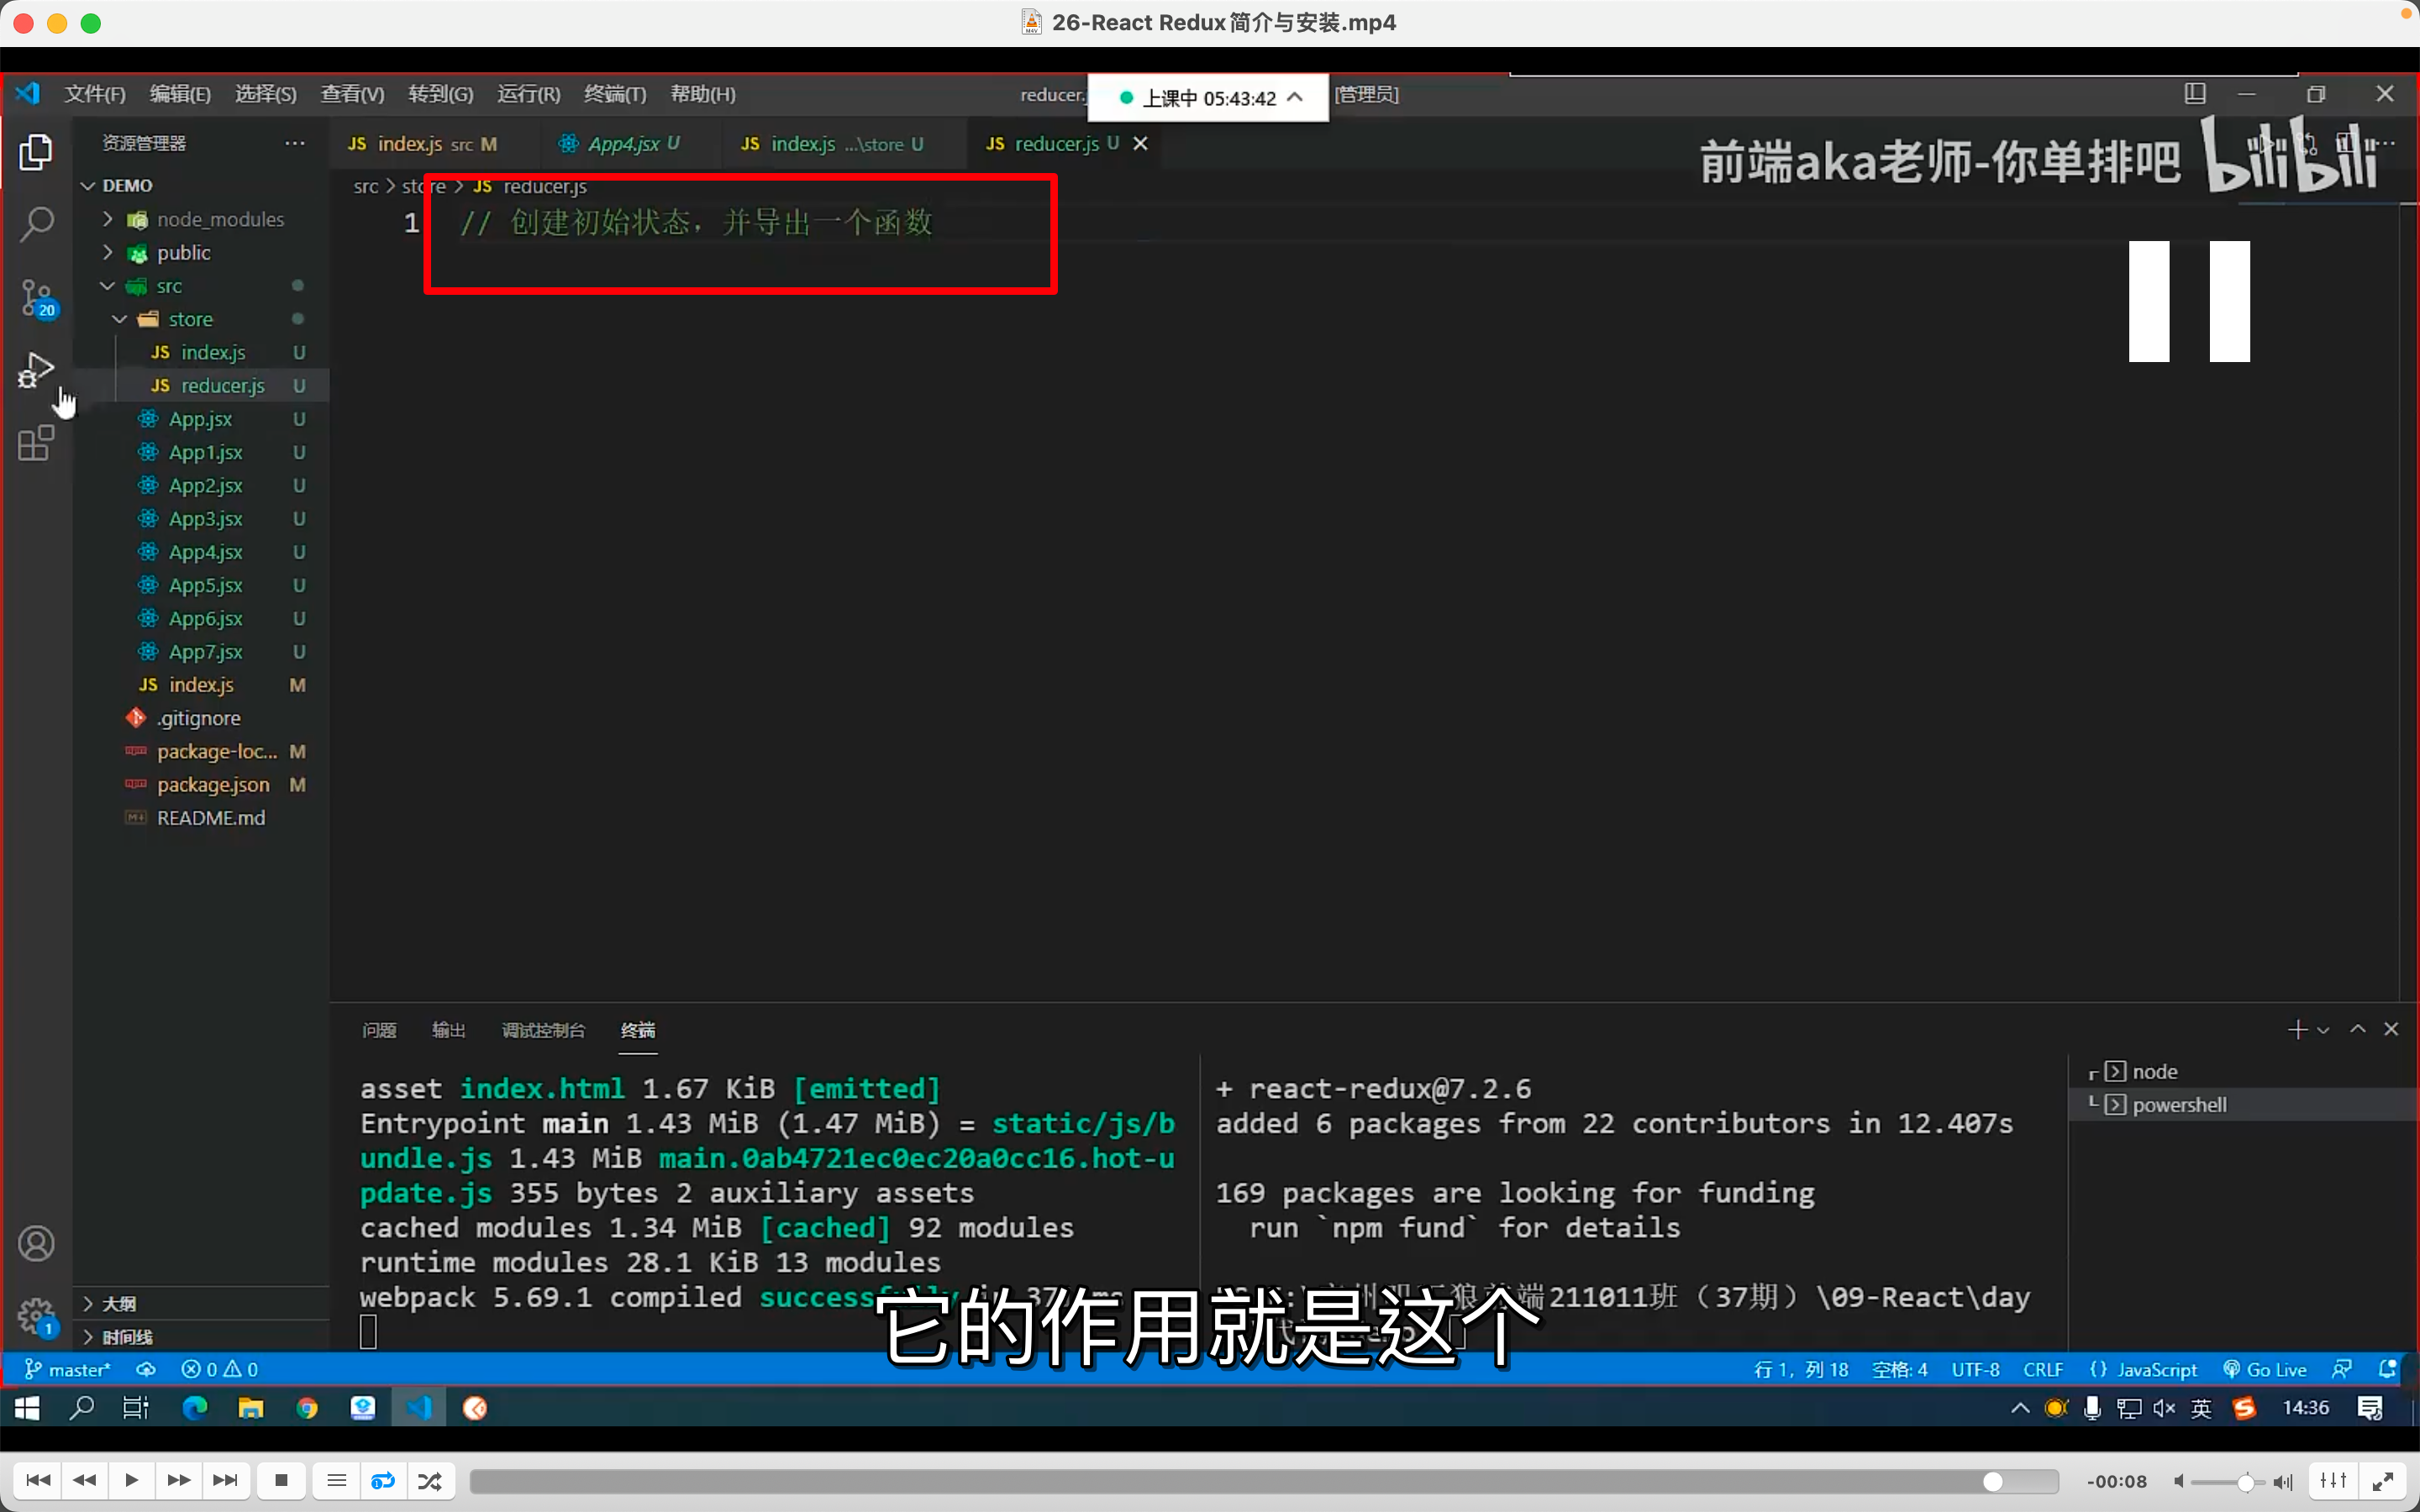 26-React Redux简介与安装.mp4
文件(F) 编辑(E) 选择(S) 查看(V) 转到(G) 运行(R) 终端(T) 帮助(H)
reducer.j
上课中 05:43:42
[管理员]
资源管理器 ···
JS index.js src M
App4.jsx U
JS index.js ...\store U
JS reducer.js U
前端aka老师-你单排吧 bilibili
DEMO
src > store > JS reducer.js
1 // 创建初始状态，并导出一个函数
node_modules
public
src
store
JS index.js U
JS reducer.js U
App.jsx U
App1.jsx U
App2.jsx U
App3.jsx U
App4.jsx U
App5.jsx U
App6.jsx U
App7.jsx U
JS index.js M
.gitignore
package-loc... M
package.json M
README.md
20
大纲
时间线
1
问题 输出 调试控制台 终端
asset index.html 1.67 KiB [emitted]
Entrypoint main 1.43 MiB (1.47 MiB) = static/js/b
undle.js 1.43 MiB main.0ab4721ec0ec20a0cc16.hot-u
pdate.js 355 bytes 2 auxiliary assets
cached modules 1.34 MiB [cached] 92 modules
runtime modules 28.1 KiB 13 modules
webpack 5.69.1 compiled
+ react-redux@7.2.6
added 6 packages from 22 contributors in 12.407s
169 packages are looking for funding
run `npm fund` for details
端211011班（37期）\09-React\day
node
powershell
它的作用就是这个
master* 0 0
行 1，列 18 空格: 4 UTF-8 CRLF {} JavaScript Go Live
英 14:36
-00:08